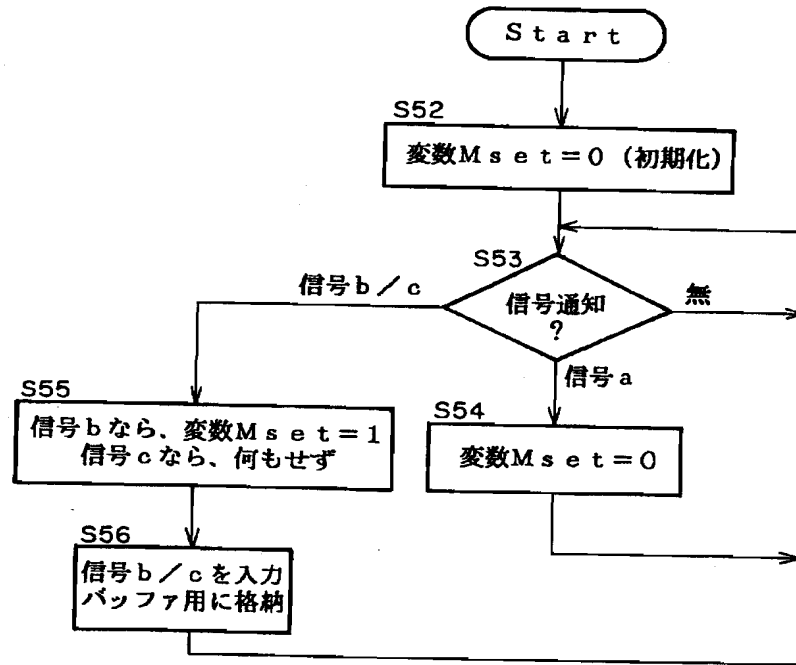 Start
S52
変数Mset=0(初期化)
S53
信号b/c
信号通知
?
無
信号a
S55
信号bなら、変数Mset=1
信号cなら、何もせず
S54
変数Mset=0
S56
信号b/cを入力
バッファ用に格納